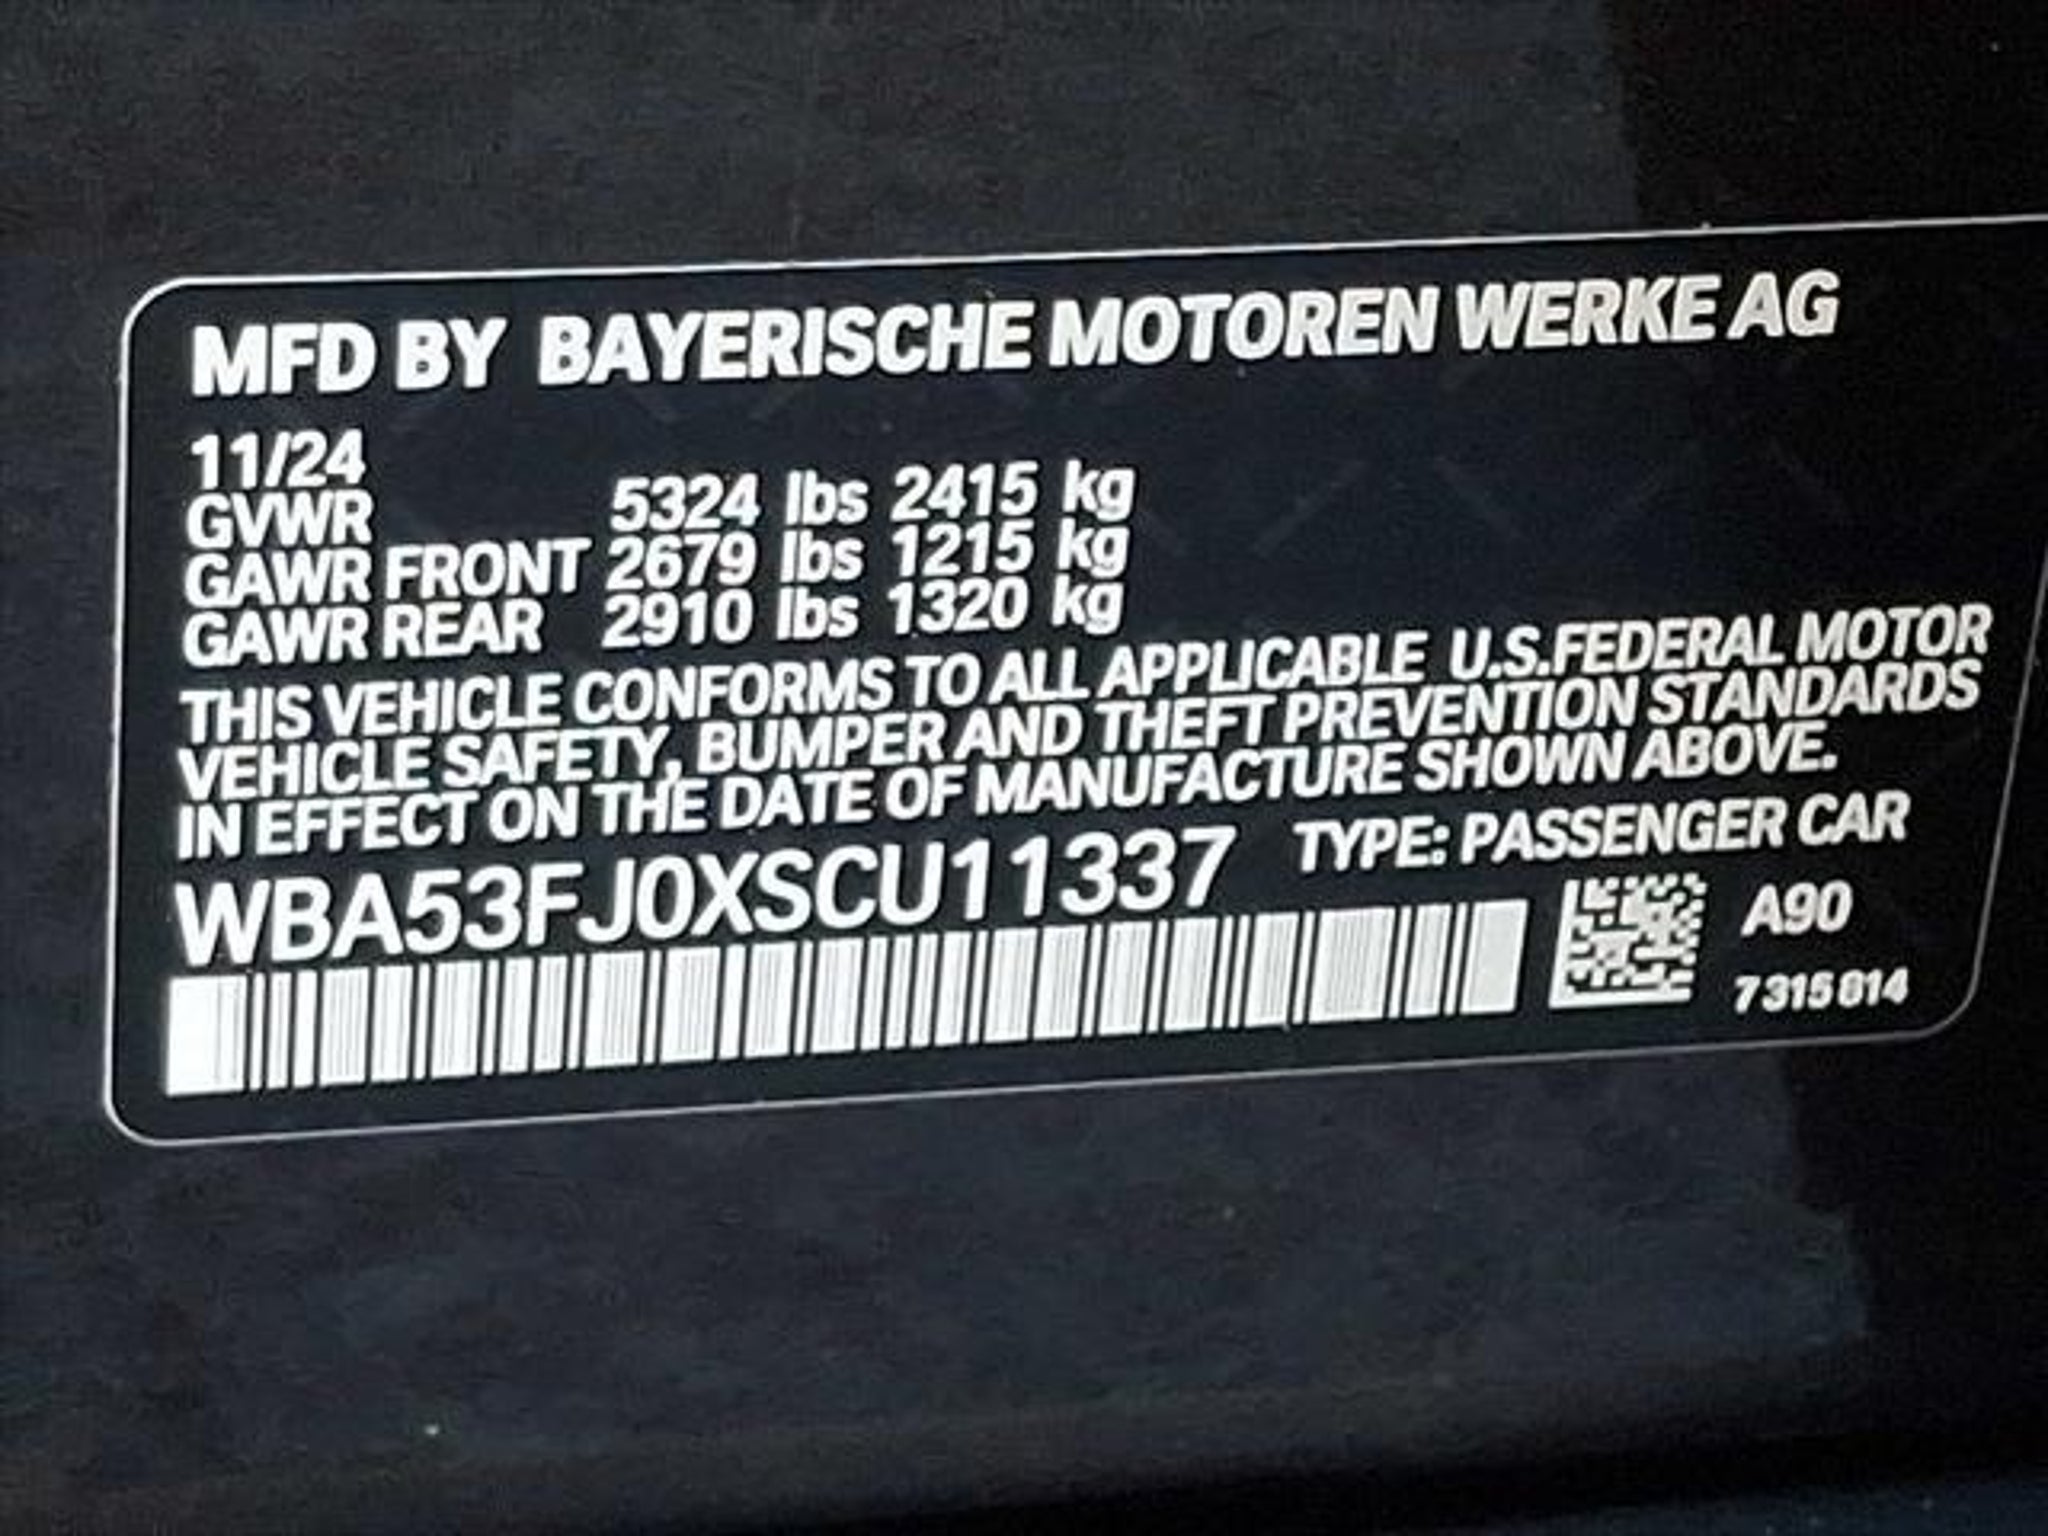 MFD BY BAYERISCHE MOTOREN WERKE AG
11/24
GVWR 5324 lbs 2415 kg
GAWR FRONT 2679 lbs 1215 kg
GAWR REAR 2910 lbs 1320 kg
THIS VEHICLE CONFORMS TO ALL APPLICABLE U.S.FEDERAL MOTOR
VEHICLE SAFETY, BUMPER AND THEFT PREVENTION STANDARDS
IN EFFECT ON THE DATE OF MANUFACTURE SHOWN ABOVE.
WBA53FJ0XSCU11337 TYPE: PASSENGER CAR
A90
7315814